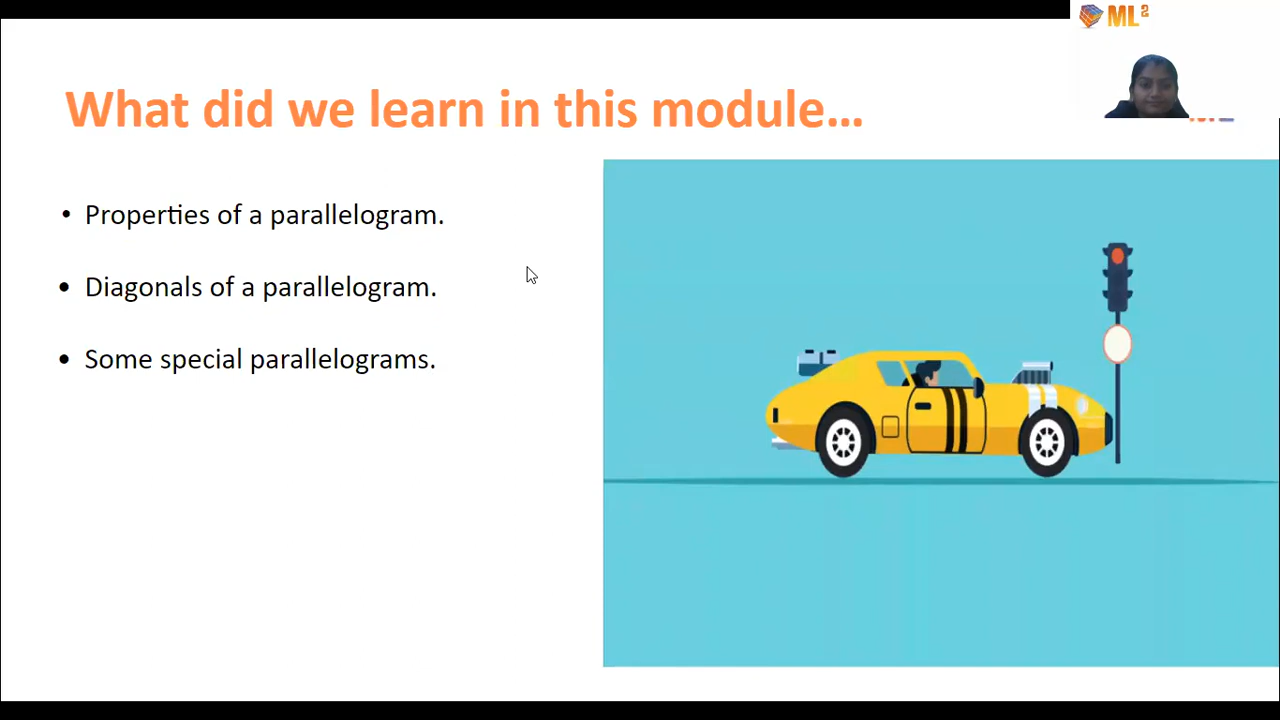 ML²
What did we learn in this module…
• Properties of a parallelogram.
• Diagonals of a parallelogram.
• Some special parallelograms.